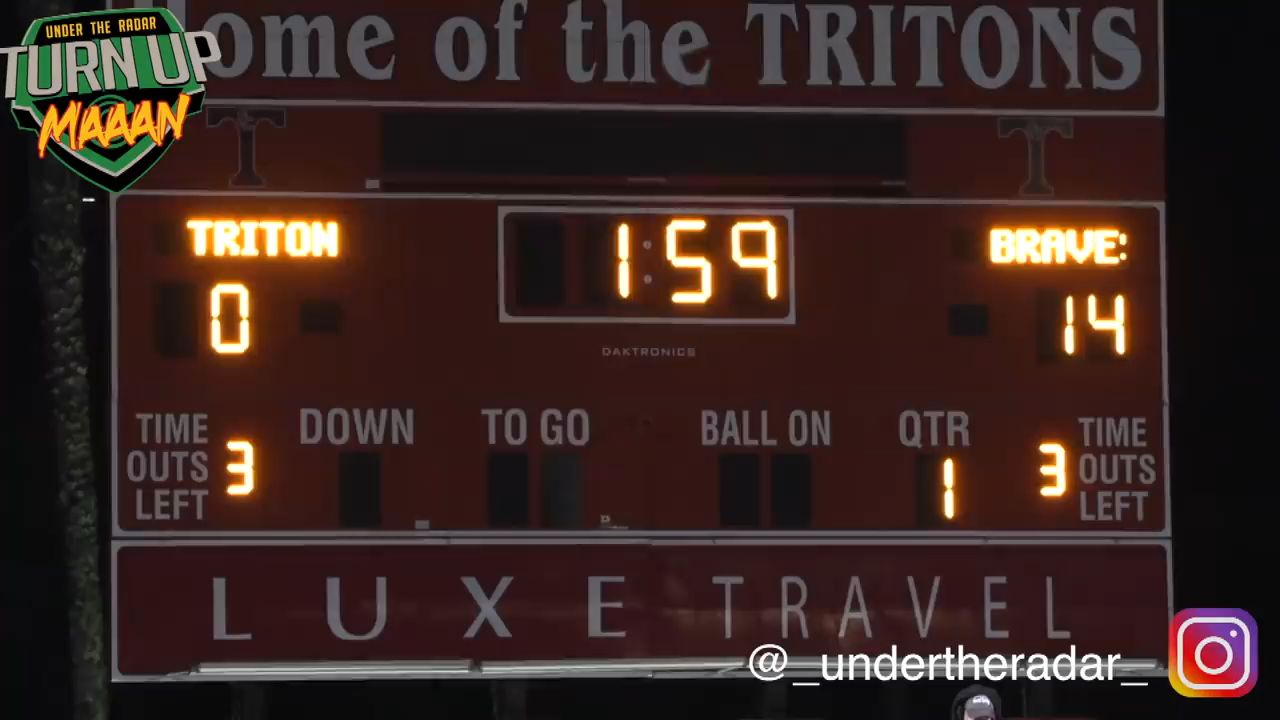 UNDER THE RADAR
TURN UP
MAAAN
ome of the TRITONS
T T
TRITON 1:59 BRAVE:
0 14
DAKTRONICS
TIME OUTS LEFT 3 DOWN TO GO BALL ON QTR 1 3 TIME OUTS LEFT
LUXE TRAVEL
@_undertheradar_